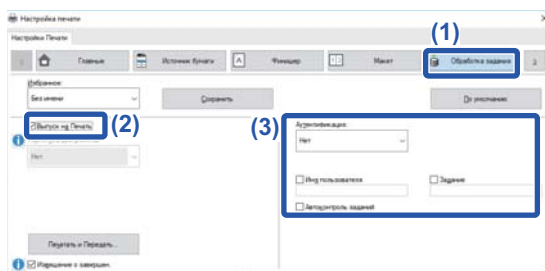 Настройка печати
Настройка Печати
(1)
Главные
Источник бумаги
Финишер
Макет
Обработка задания
Избранное:
Без имени
Сохранить
По умолчанию
Выпуск на Печать
(2)
(3)
Аутентификация:
Нет
Нет
Имя пользователя
Задание
Автоконтроль заданий
Печатать и Передать...
Извещение о завершен.